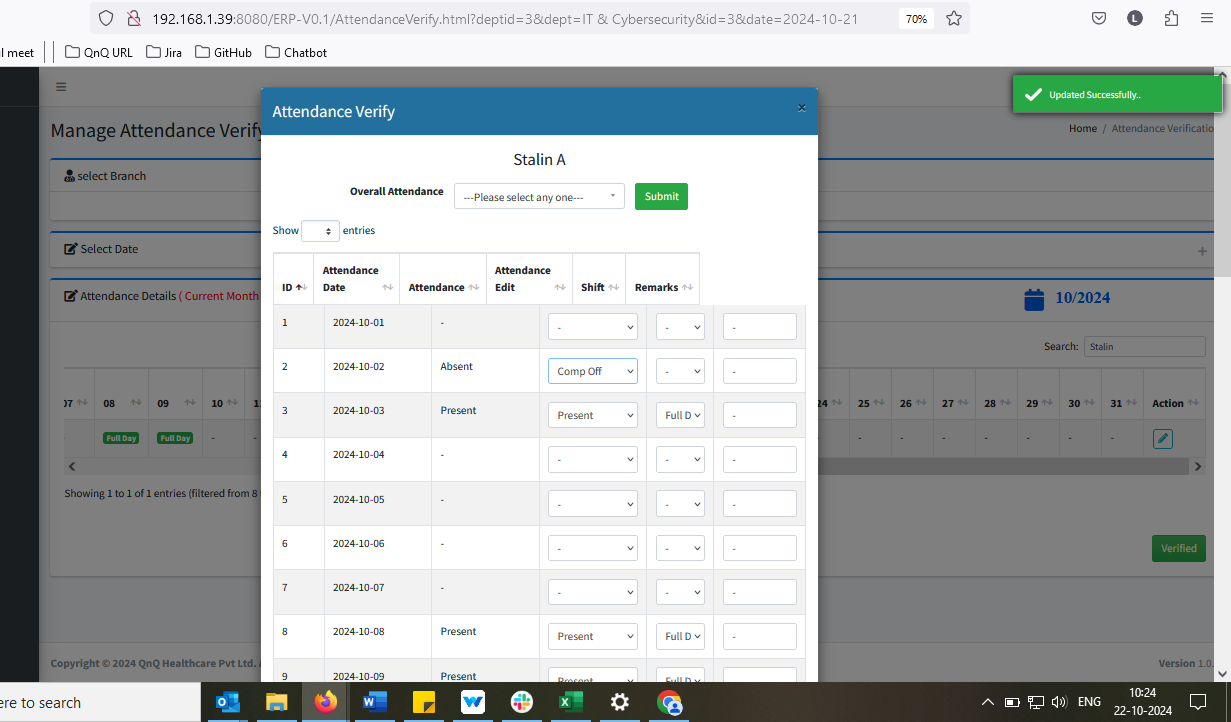 192.168.1.39:8080/ERP-V0.1/AttendanceVerify.html?deptid=3&dept=IT & Cybersecurity&id=3&date=2024-10-21 70% L
l meet QnQ URL Jira GitHub Chatbot
Updated Successfully..
Attendance Verify ×
Manage Attendance Verify
Home / Attendance Verificatio
Stalin A
select Branch
Overall Attendance ---Please select any one--- Submit
Show entries
Select Date +
ID Attendance Date Attendance Attendance Edit Shift Remarks
Attendance Details ( Current Month
10/2024
1 2024-10-01 - - - -
Search: Stalin
2 2024-10-02 Absent Comp Off - -
07 08 09 10 1 24 25 26 27 28 29 30 31 Action
3 2024-10-03 Present Present Full D -
Full Day Full Day - - - - - - - - -
4 2024-10-04 - - - -
Showing 1 to 1 of 1 entries (filtered from 8
5 2024-10-05 - - - -
6 2024-10-06 - - - -
Verified
7 2024-10-07 - - - -
8 2024-10-08 Present Present Full D -
Copyright © 2024 QnQ Healthcare Pvt Ltd. A
Version 1.0.
9 2024-10-09 Present Present Full D
ere to search
ENG 10:24
22-10-2024